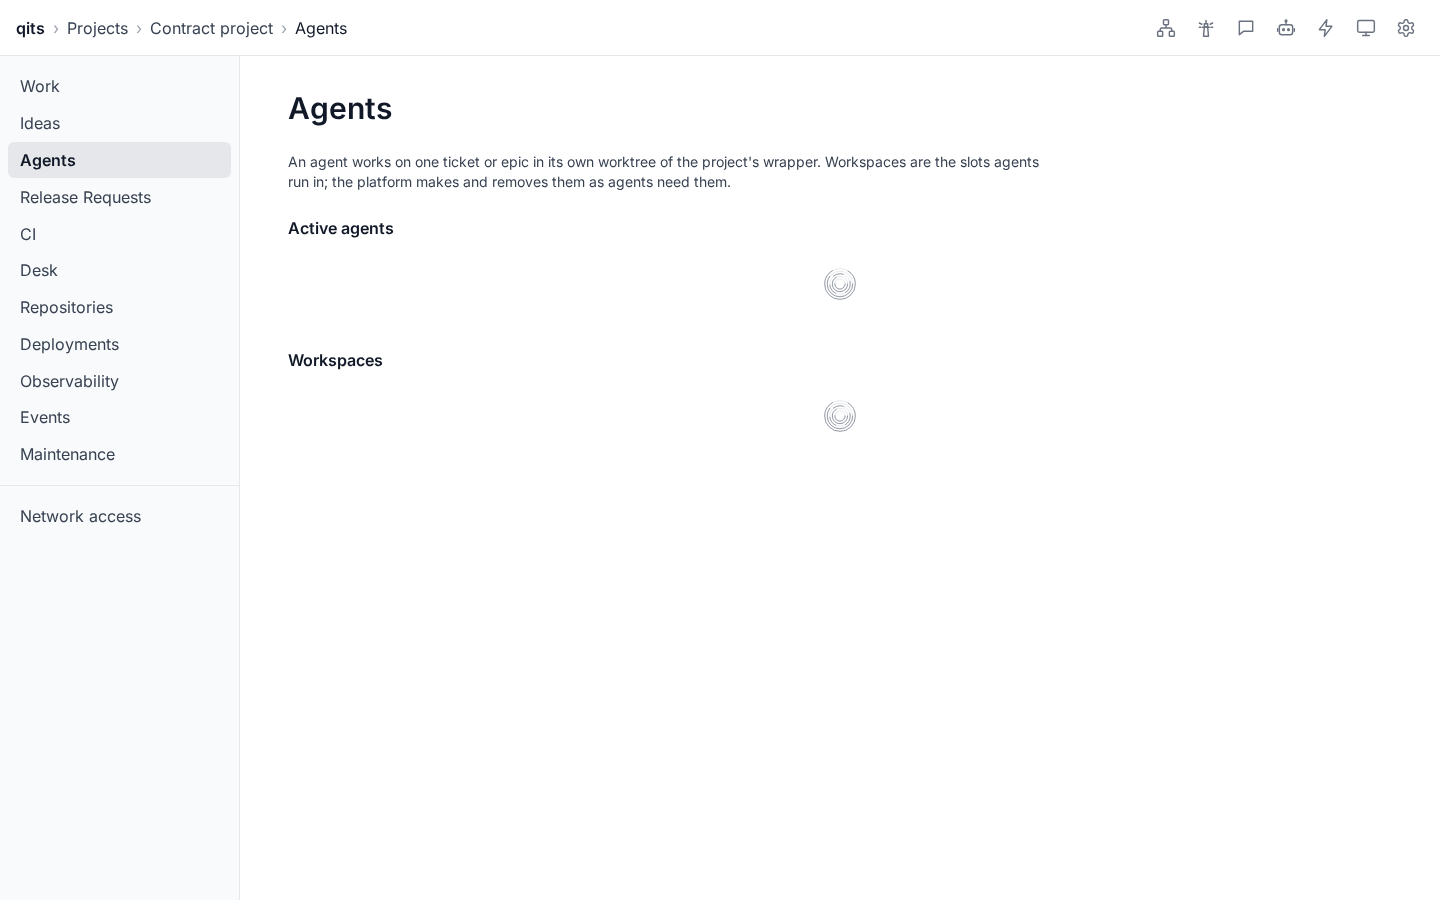 qits › Projects › Contract project › Agents
Work
Ideas
Agents
Release Requests
CI
Desk
Repositories
Deployments
Observability
Events
Maintenance
Network access
Agents
An agent works on one ticket or epic in its own worktree of the project's wrapper. Workspaces are the slots agents
run in; the platform makes and removes them as agents need them.
Active agents
Workspaces